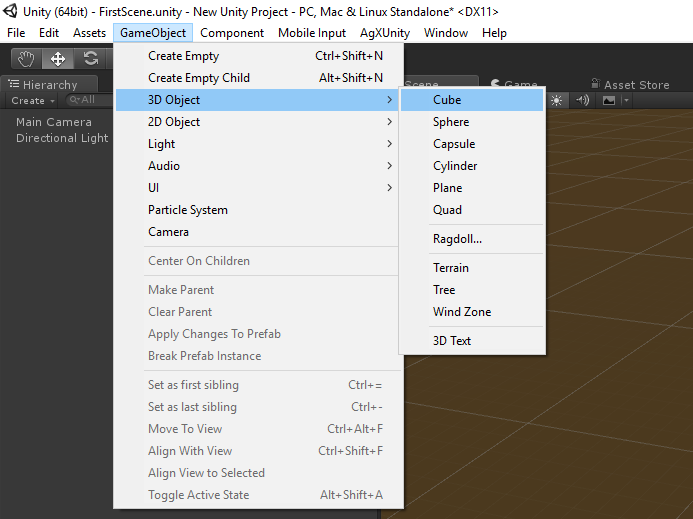 Unity (64bit) - FirstScene.unity - New Unity Project - PC, Mac & Linux Standalone* <DX11>
File Edit Assets GameObject Component Mobile Input AgXUnity Window Help
Hierarchy
Create All
Main Camera
Directional Light
Create Empty Ctrl+Shift+N
Create Empty Child Alt+Shift+N
3D Object
2D Object
Light
Audio
UI
Particle System
Camera
Center On Children
Make Parent
Clear Parent
Apply Changes To Prefab
Break Prefab Instance
Set as first sibling Ctrl+=
Set as last sibling Ctrl+-
Move To View Ctrl+Alt+F
Align With View Ctrl+Shift+F
Align View to Selected
Toggle Active State Alt+Shift+A
Scene Game Asset Store
Cube
Sphere
Capsule
Cylinder
Plane
Quad
Ragdoll...
Terrain
Tree
Wind Zone
3D Text